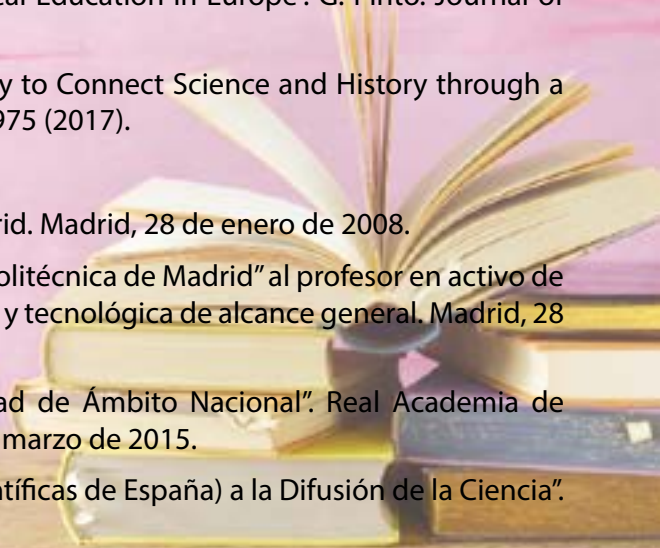 cal Education in Europe". G. Pinto. Journal of
y to Connect Science and History through a
975 (2017).
rid. Madrid, 28 de enero de 2008.
olitécnica de Madrid" al profesor en activo de
y tecnológica de alcance general. Madrid, 28
ad de Ámbito Nacional". Real Academia de
marzo de 2015.
ntíficas de España) a la Difusión de la Ciencia".